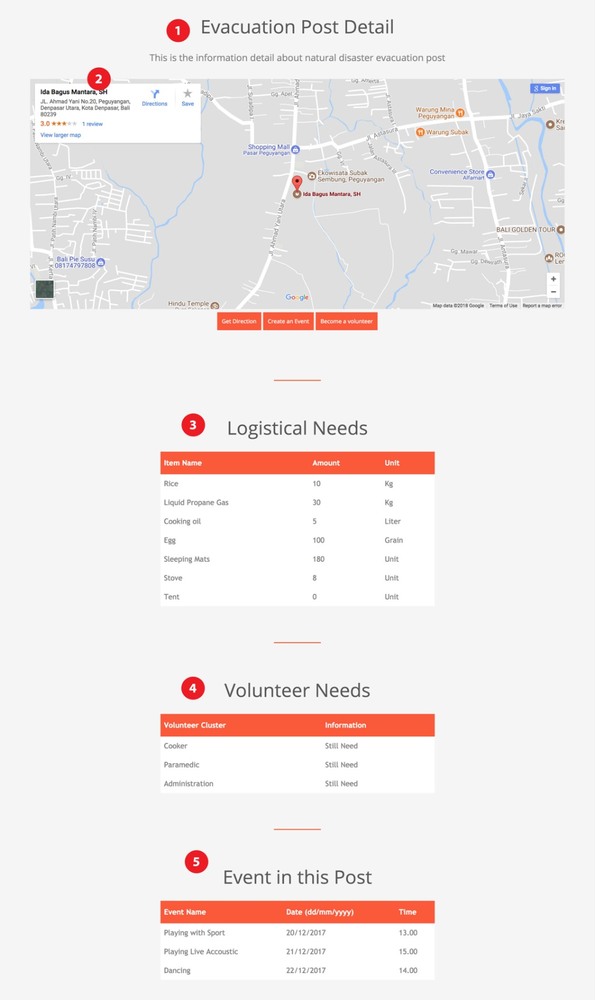 1 Evacuation Post Detail
This is the information detail about natural disaster evacuation post
2
Ida Bagus Mantara, SH
JL. Ahmad Yani No.20, Peguyangan,
Denpasar Utara, Kota Denpasar, Bali
80239
3.0 1 review
View larger map
Directions
Save
Sign in
Gg. Apel
Jl. Suradipa I
Jl. Ahmad
Jl. Astasura I
Warung Mina
Peguyangan
Warung Subak
Jl. Jaya Sakti
Jl. Astasura
Jalan Astasura III
Gg. VI
Shopping Mall
Pasar Peguyangan
Ekowisata Subak
Sembung, Peguyangan
Ida Bagus Mantara, SH
Convenience Store
Alfamart
Nambi Utara
Gg. IV
Jl. Patih Nambi Utara
Jl. Patih Nambi IV
Jl. Ahmad Yani Utara
Sekar Jl
Gg
BALI GOLDEN TOUR
Jl. Antasura
Gg. Mawar
Bali Pie Susu
08174797808
Jl. Kerta
Hindu Temple
Google
+
−
Map data ©2018 Google Terms of Use Report a map error
Get Direction Create an Event Become a volunteer
3 Logistical Needs
Item Name Amount Unit
Rice 10 Kg
Liquid Propane Gas 30 Kg
Cooking oil 5 Liter
Egg 100 Grain
Sleeping Mats 180 Unit
Stove 8 Unit
Tent 0 Unit
4 Volunteer Needs
Volunteer Cluster Information
Cooker Still Need
Paramedic Still Need
Administration Still Need
5
Event in this Post
Event Name Date (dd/mm/yyyy) Time
Playing with Sport 20/12/2017 13.00
Playing Live Accoustic 21/12/2017 15.00
Dancing 22/12/2017 14.00